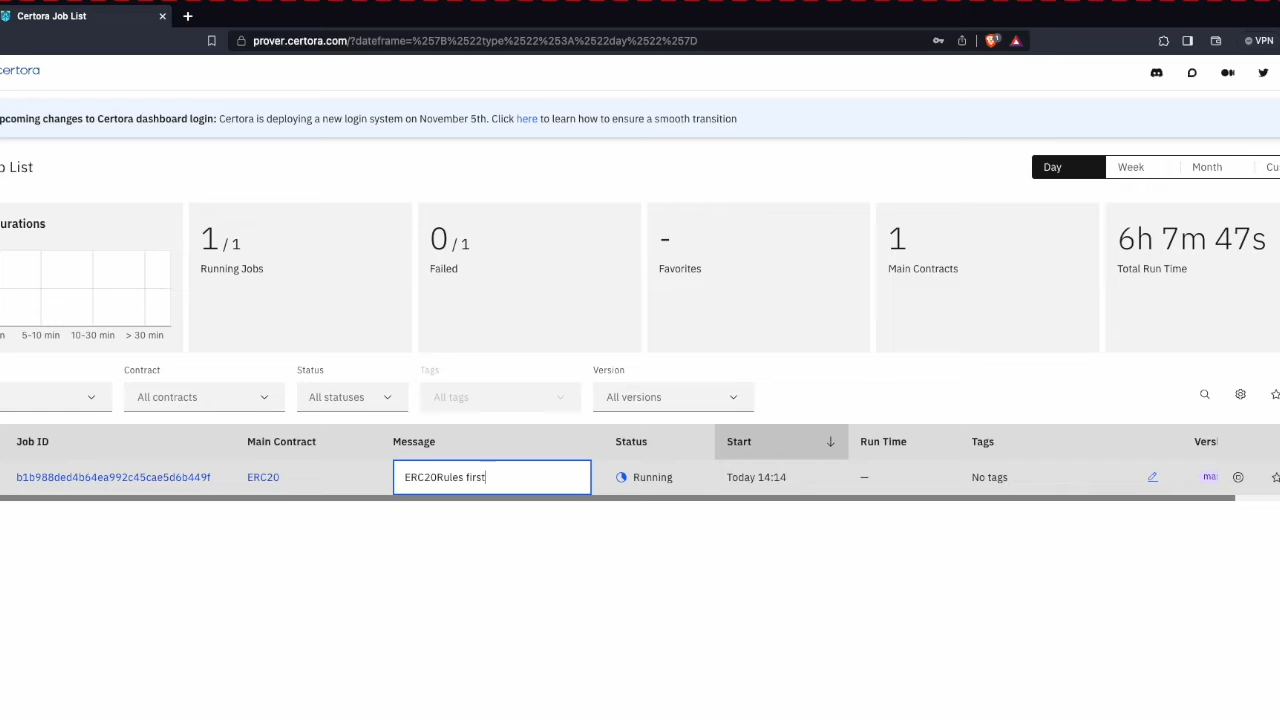 Certora Job List
prover.certora.com/?dateframe=%257B%2522type%2522%253A%2522day%2522%257D
1
VPN
certora
pcoming changes to Certora dashboard login: Certora is deploying a new login system on November 5th. Click here to learn how to ensure a smooth transition
b List
Day Week Month Cu
urations
n 5-10 min 10-30 min > 30 min
1 / 1
Running Jobs
0 / 1
Failed
-
Favorites
1
Main Contracts
6h 7m 47s
Total Run Time
Contract Status Tags Version
All contracts All statuses All tags All versions
Job ID Main Contract Message Status Start Run Time Tags Versi
b1b988ded4b64ea992c45cae5d6b449f ERC20 ERC20Rules first Running Today 14:14 — No tags ma